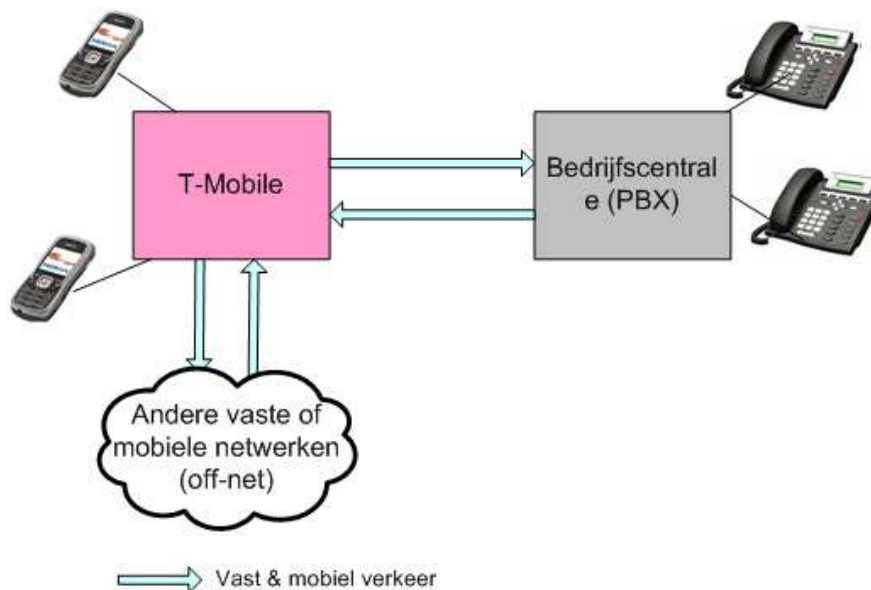 T-Mobile
Bedrijfscentral
e (PBX)
Andere vaste of
mobiele netwerken
(off-net)
Vast & mobiel verkeer